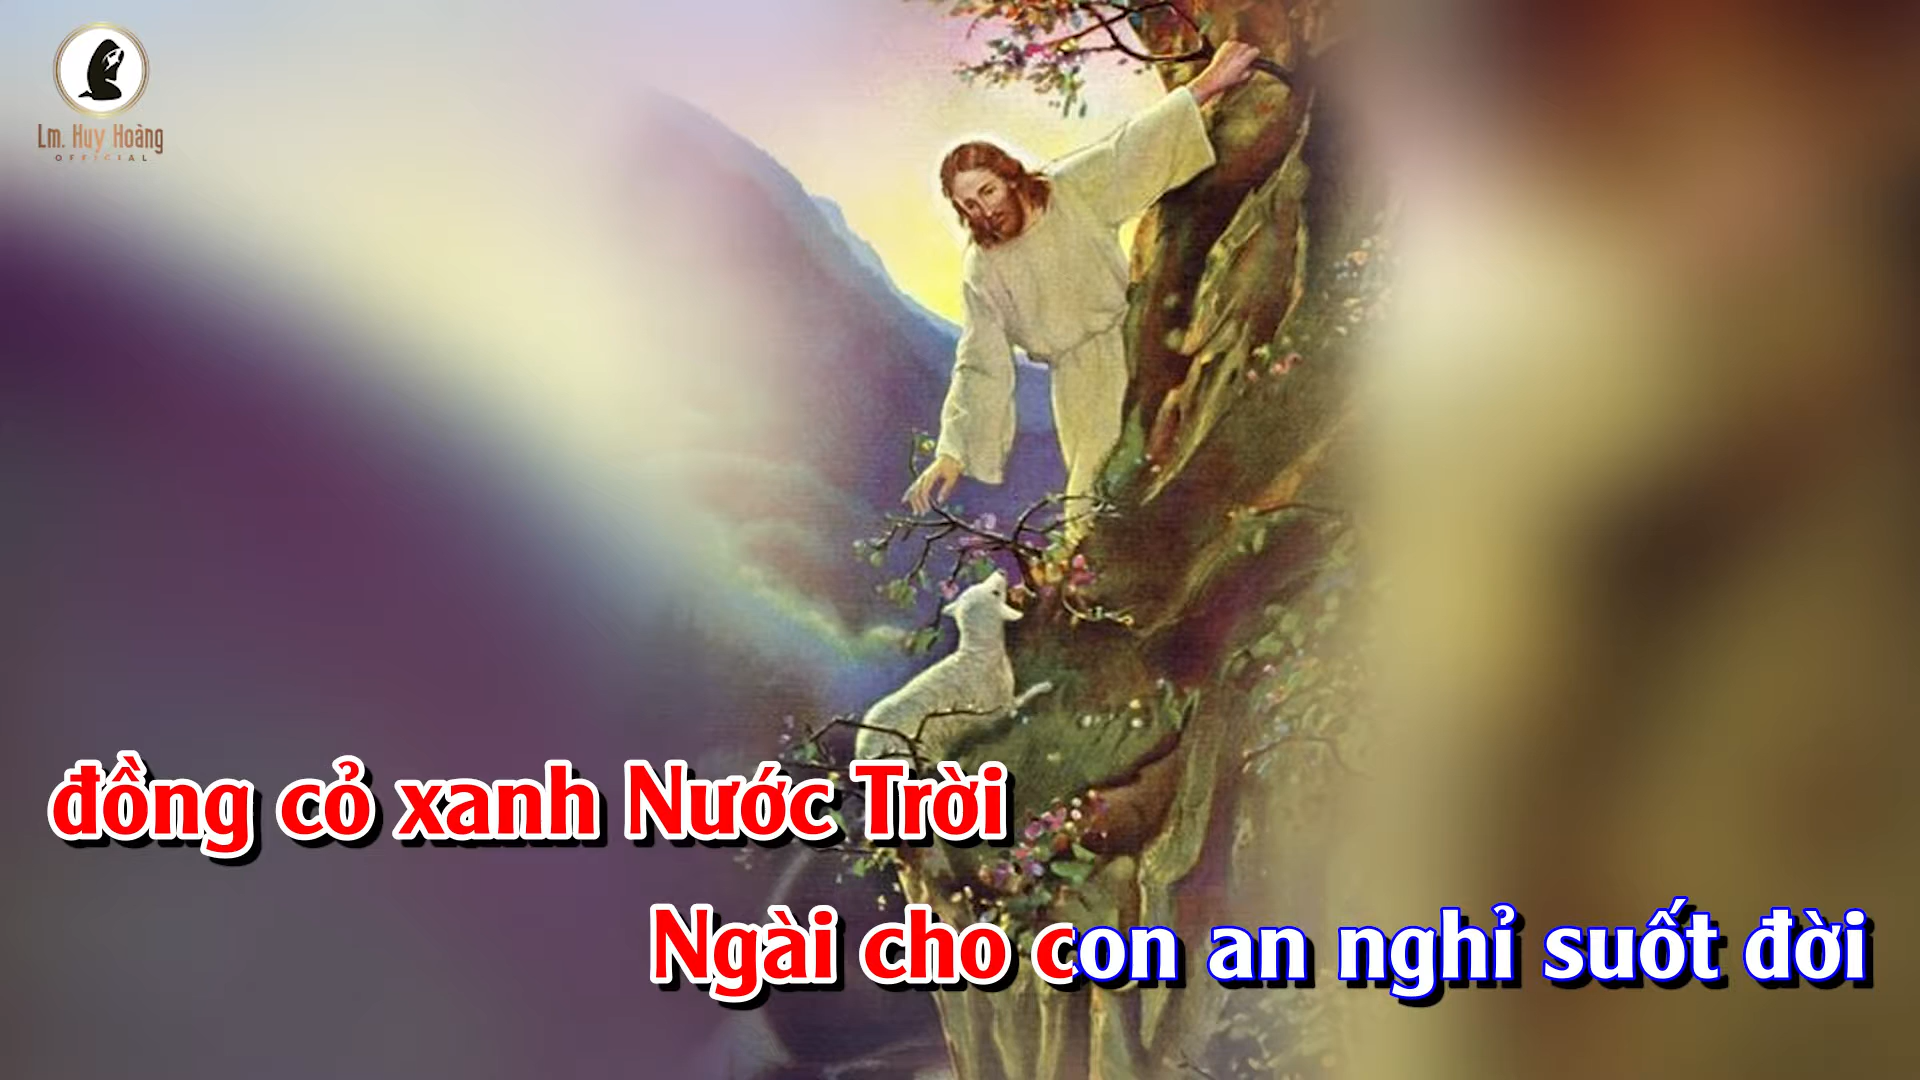 Lm. Huy Hoàng
OFFICIAL
đồng cỏ xanh Nước Trời
Ngài cho con an nghỉ suốt đời